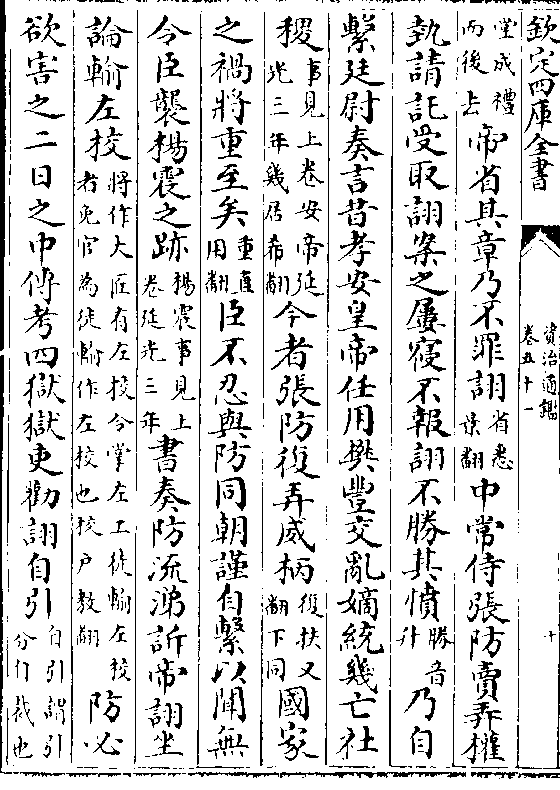 欽定四庫全書
資治通鑑
卷五十一
十
堂成禮而後去帝省其章乃不罪詡省悉景翻中常侍張防賣弄權
埶請託受取詡案之屢寑不報詡不勝其憤勝音升乃自
繫廷尉奏言昔孝安皇帝任用樊豐交亂嫡統幾亡社
稷事見上卷安帝延光三年幾居希翻今者張防復弄威柄復扶又翻下同國家
之禍將重至矣重直用翻臣不忍與防同朝謹自繫以聞無
令臣襲楊震之跡楊震事見上卷延光三年書奏防流涕訴帝詡坐
論輸左校將作大匠有左校令掌左工徒輸左校者免官為徒輸作左校也校户教翻防必
欲害之二日之中傳考四獄獄吏勸詡自引自引謂引分自裁也